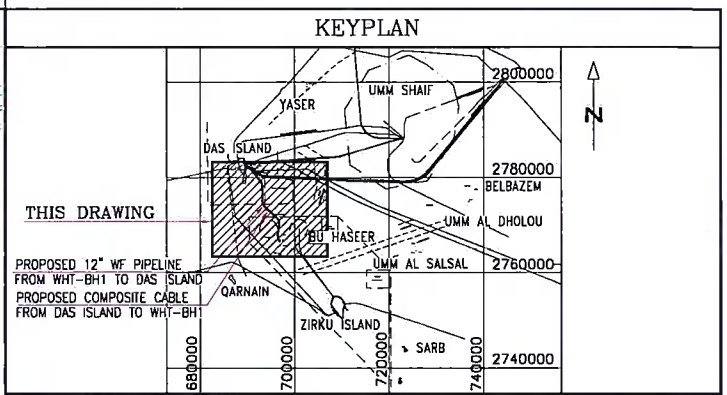 KEYPLAN
2800000
UMM SHAIF
YASER
N
DAS ISLAND
2780000
BELBAZEM
THIS DRAWING
UMM AL DHOLOU
BU HASEER
PROPOSED 12" WF PIPELINE
FROM WHT-BH1 TO DAS ISLAND
UMM AL SALSAL
2760000
PROPOSED COMPOSITE CABLE
FROM DAS ISLAND TO WHT-BH1
QARNAIN
ZIRKU ISLAND
SARB
2740000
680000
700000
720000
740000